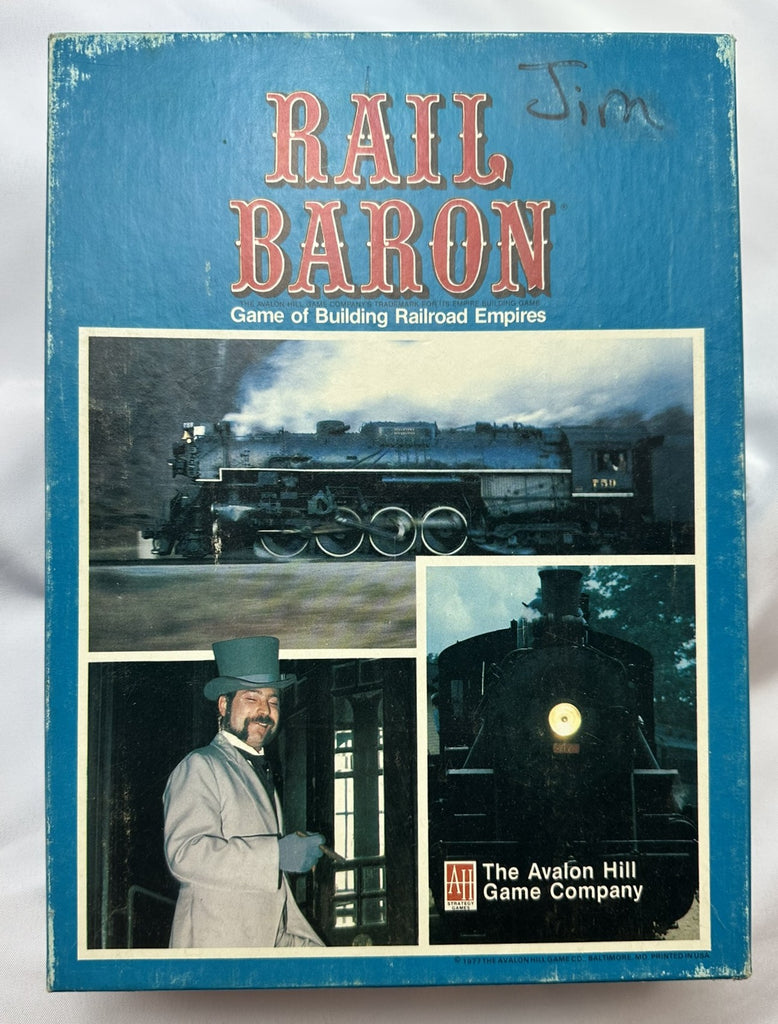 Jim
RAIL
BARON®
THE AVALON HILL GAME COMPANY'S TRADEMARK FOR ITS EMPIRE BUILDING GAME
Game of Building Railroad Empires
759
759
AH
STRATEGY
GAMES
The Avalon Hill
Game Company
© 1977 THE AVALON HILL GAME CO., BALTIMORE, MD. PRINTED IN USA